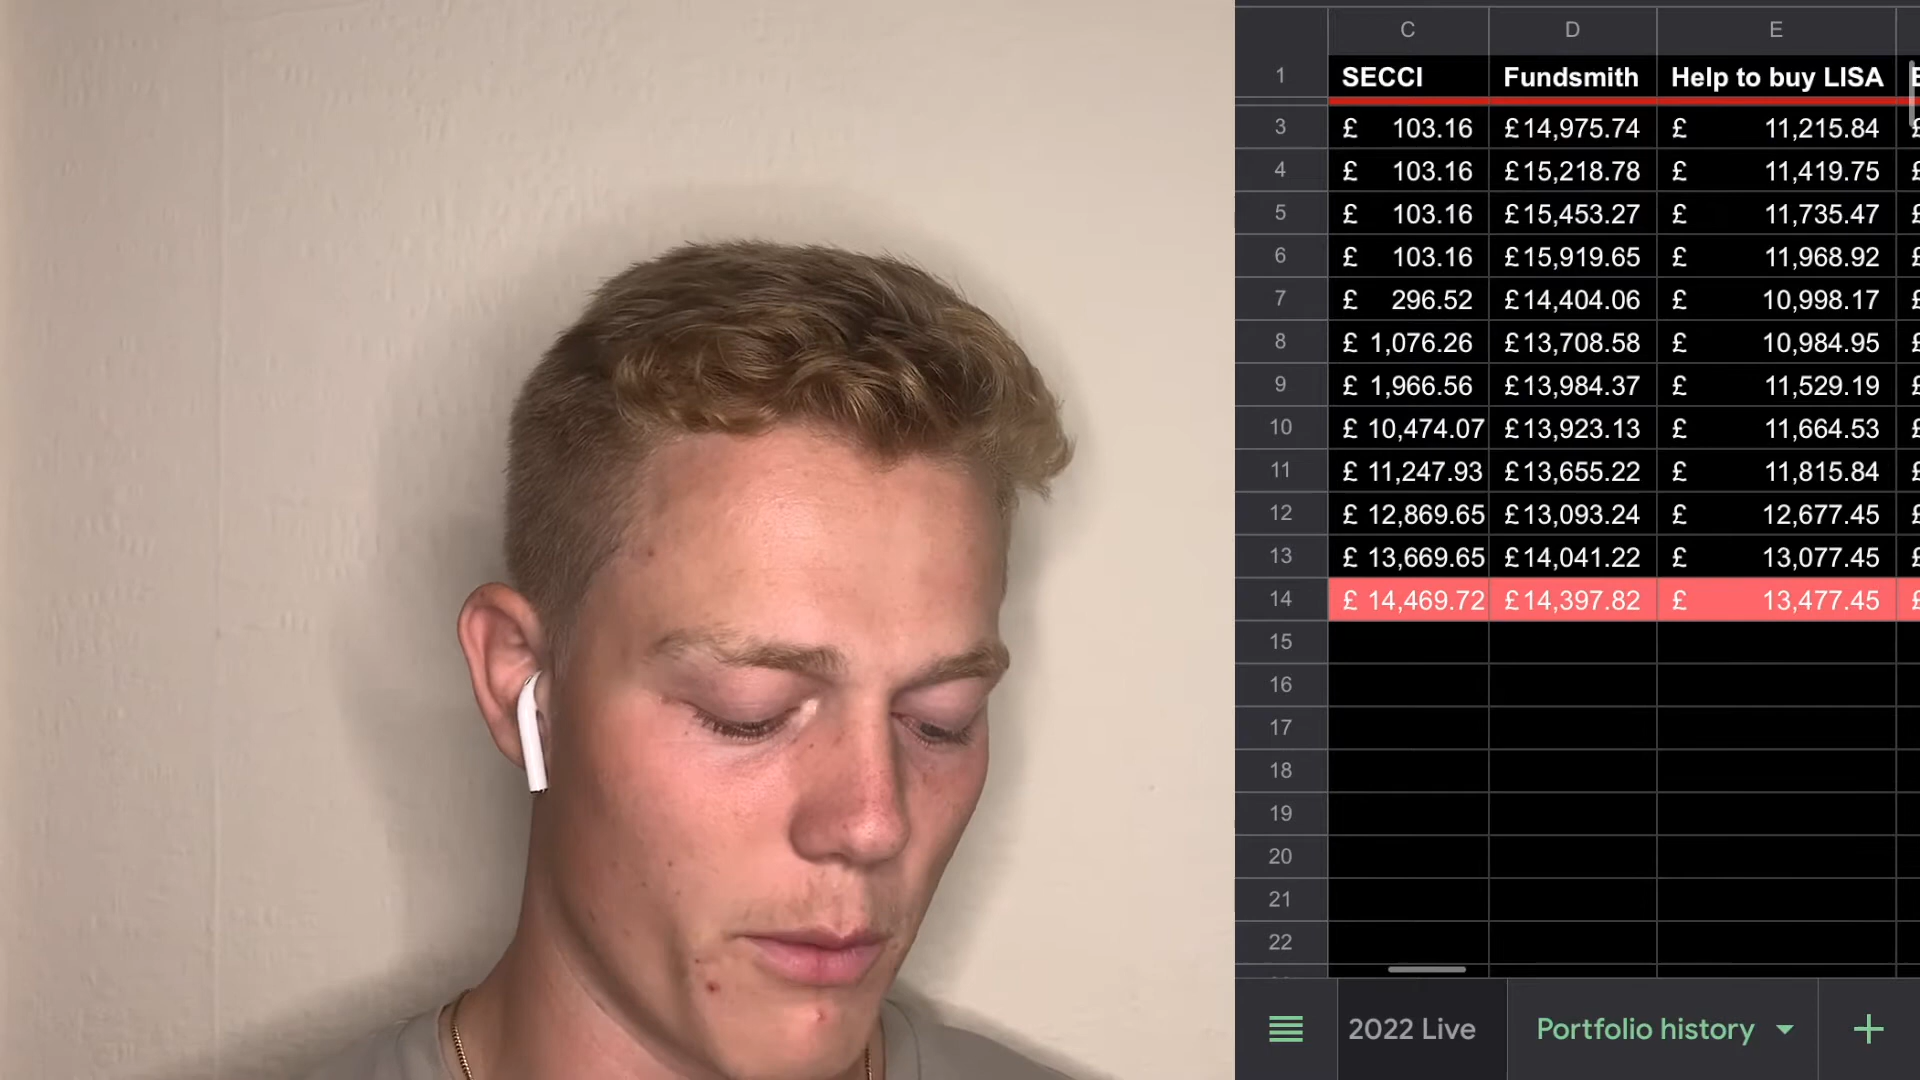 C D E
1 SECCI Fundsmith Help to buy LISA
3 £ 103.16 £14,975.74 £ 11,215.84 £
4 £ 103.16 £15,218.78 £ 11,419.75 £
5 £ 103.16 £15,453.27 £ 11,735.47 £
6 £ 103.16 £15,919.65 £ 11,968.92 £
7 £ 296.52 £14,404.06 £ 10,998.17 £
8 £ 1,076.26 £13,708.58 £ 10,984.95 £
9 £ 1,966.56 £13,984.37 £ 11,529.19 £
10 £ 10,474.07 £13,923.13 £ 11,664.53 £
11 £ 11,247.93 £13,655.22 £ 11,815.84 £
12 £ 12,869.65 £13,093.24 £ 12,677.45 £
13 £ 13,669.65 £14,041.22 £ 13,077.45 £
14 £ 14,469.72 £14,397.82 £ 13,477.45 £
15
16
17
18
19
20
21
22
2022 Live Portfolio history +